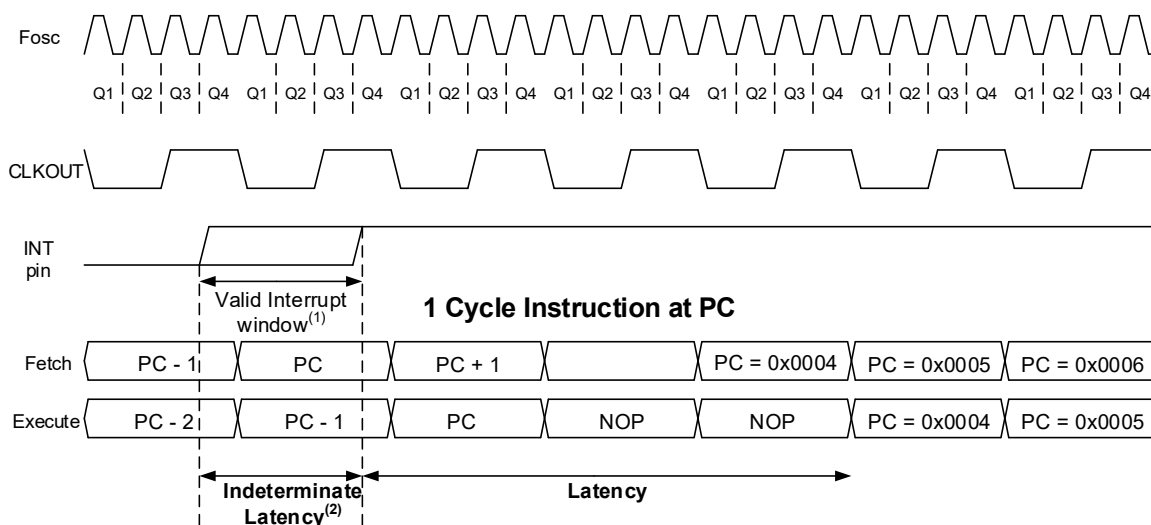 Fosc
Q1 Q2 Q3 Q4 Q1 Q2 Q3 Q4 Q1 Q2 Q3 Q4 Q1 Q2 Q3 Q4 Q1 Q2 Q3 Q4 Q1 Q2 Q3 Q4 Q1 Q2 Q3 Q4
CLKOUT
INT
pin
Valid Interrupt
window(1)
1 Cycle Instruction at PC
Fetch PC - 1 PC PC + 1 PC = 0x0004 PC = 0x0005 PC = 0x0006
Execute PC - 2 PC - 1 PC NOP NOP PC = 0x0004 PC = 0x0005
Indeterminate
Latency(2)
Latency